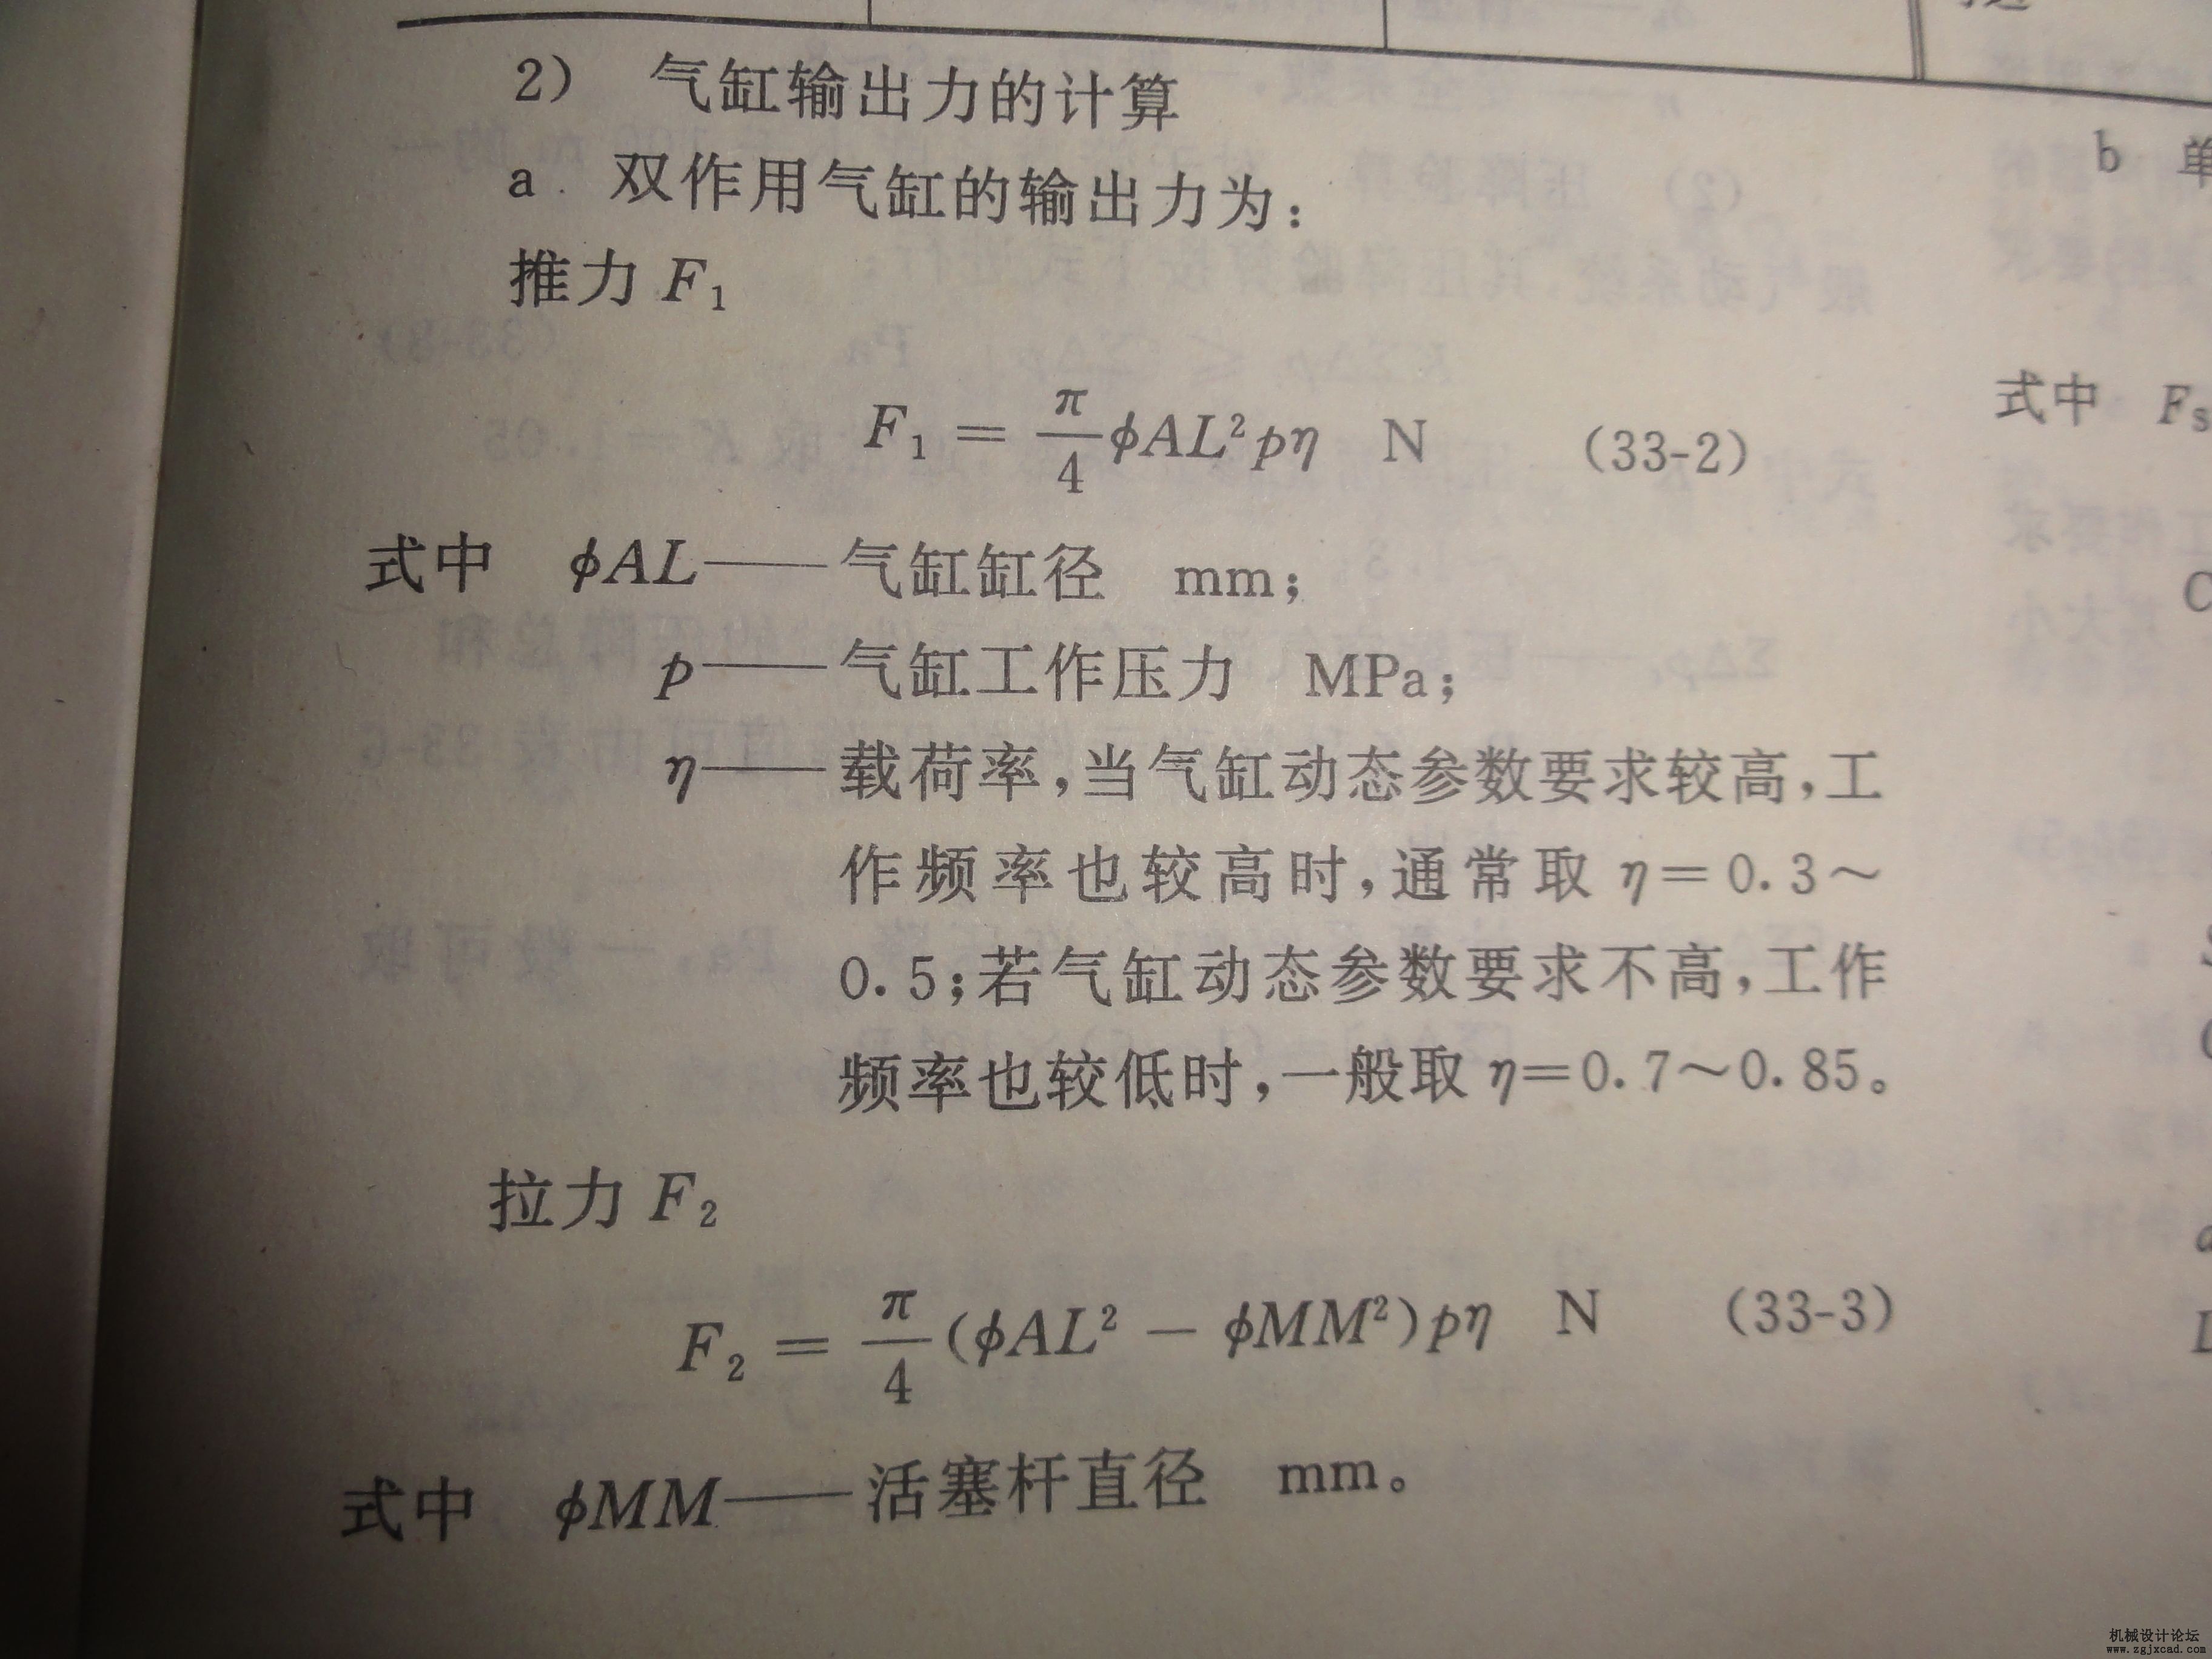 2) 气缸输出力的计算
a. 双作用气缸的输出力为:
推力 F₁
F₁ = π/4 ϕAL²pη N (33-2)
式中 ϕAL——气缸缸径 mm;
p——气缸工作压力 MPa;
η——载荷率,当气缸动态参数要求较高,工
作频率也较高时,通常取 η=0.3~
0.5;若气缸动态参数要求不高,工作
频率也较低时,一般取 η=0.7~0.85。
拉力 F₂
F₂ = π/4 (ϕAL² − ϕMM²)pη N (33-3)
式中 ϕMM——活塞杆直径 mm。
b 单
式中 Fs
机械设计论坛
www.zgjxcad.com